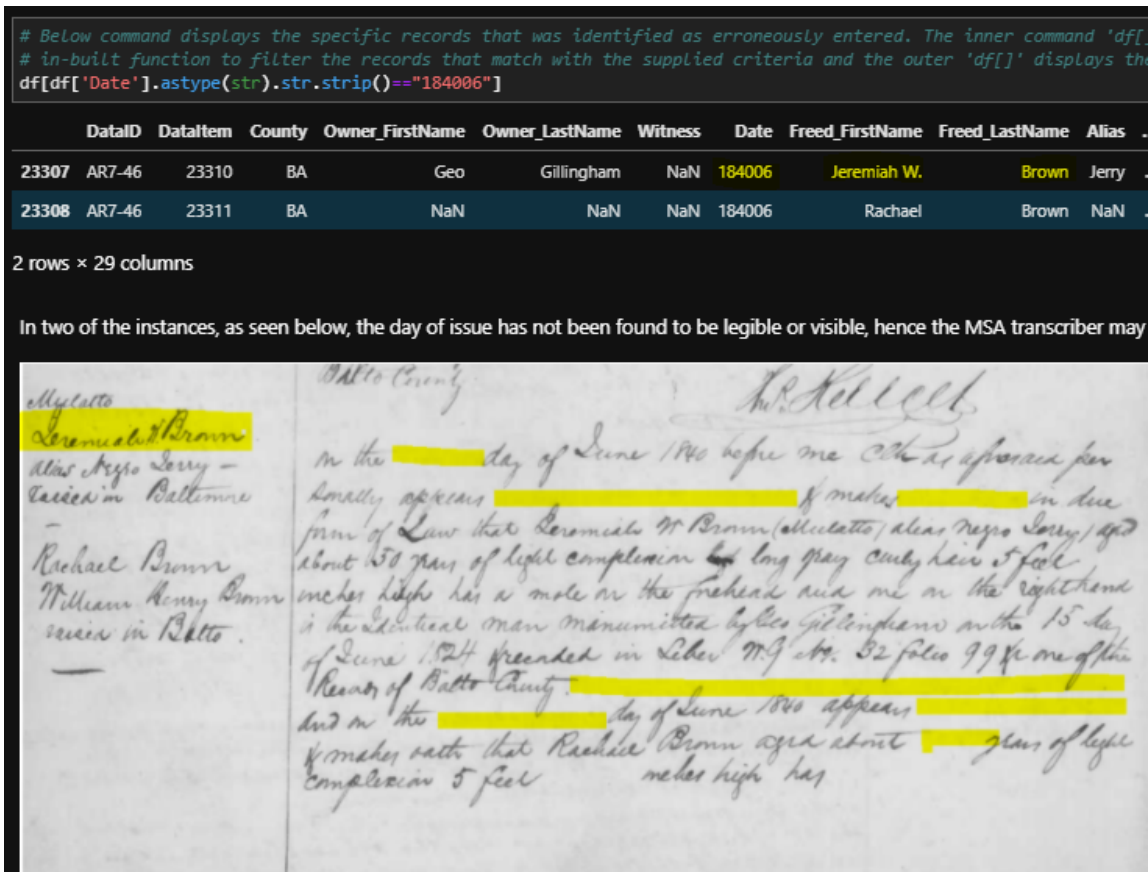 # Below command displays the specific records that was identified as erroneously entered. The inner command 'df[]
# in-built function to filter the records that match with the supplied criteria and the outer 'df[]' displays the
df[df['Date'].astype(str).str.strip()=="184006"]
DataID DataItem County Owner_FirstName Owner_LastName Witness Date Freed_FirstName Freed_LastName Alias .
23307 AR7-46 23310 BA Geo Gillingham NaN 184006 Jeremiah W. Brown Jerry .
23308 AR7-46 23311 BA NaN NaN NaN 184006 Rachael Brown NaN .
2 rows × 29 columns
In two of the instances, as seen below, the day of issue has not been found to be legible or visible, hence the MSA transcriber may
Balto County
Mulatto
Jeremiah W. Brown
alias Negro Jerry –
raised in Baltimore
–
Rachael Brown
William Henry Brown
raised in Balto.
on the day of June 1840 before me as aforesaid per
sonally appears & makes in due
form of Law that Jeremiah W Brown (Mulatto) alias negro Jerry) aged
about 50 years of light complexion long gray curly hair 5 feet
inches high has a mole on the forehead and one on the right hand
is the identical man manumitted by Geo Gillingham on the 15 day
of June 1824 & recorded in Liber W.G No. 32 folio 99 & one of the
Records of Balto County.
and on the day of June 1840 appears
& makes oath that Rachael Brown aged about years of light
complexion 5 feet inches high has